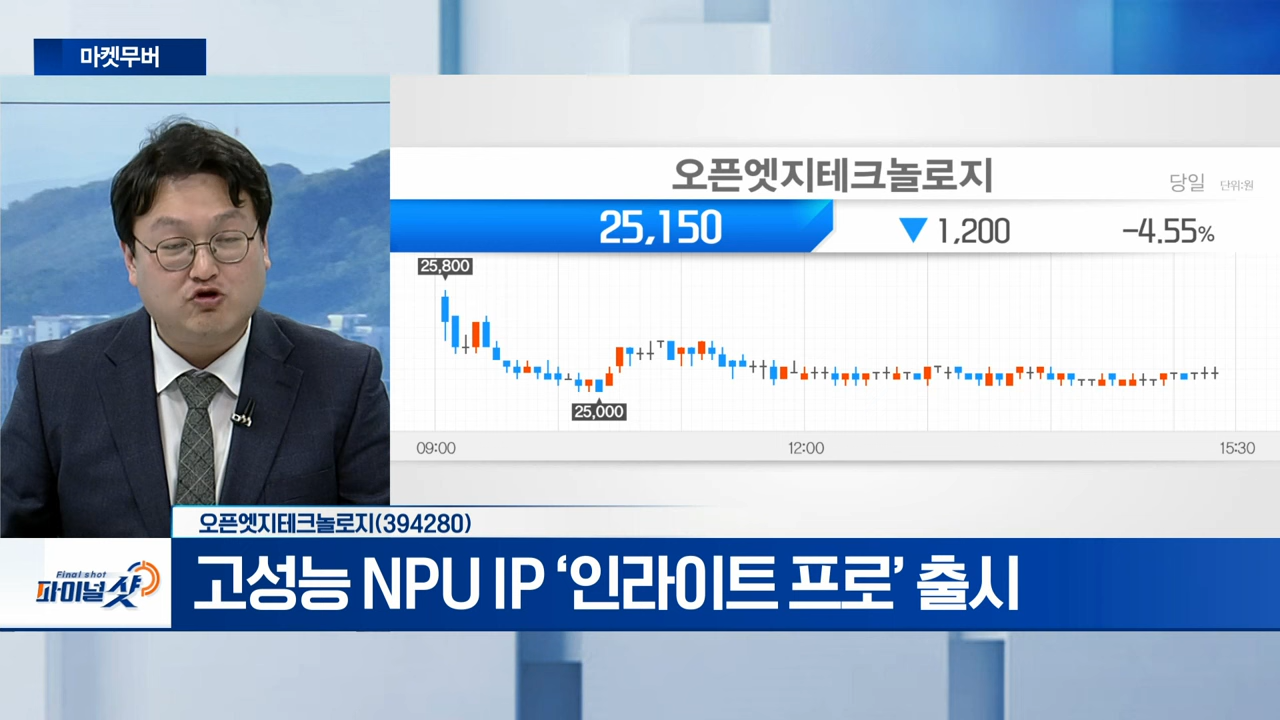 마켓무버
오픈엣지테크놀로지
당일 단위:원
25,150 ▼ 1,200 -4.55%
25,800
25,000
09:00 12:00 15:30
오픈엣지테크놀로지(394280)
Final shot
파이널샷
고성능 NPU IP ‘인라이트 프로’ 출시